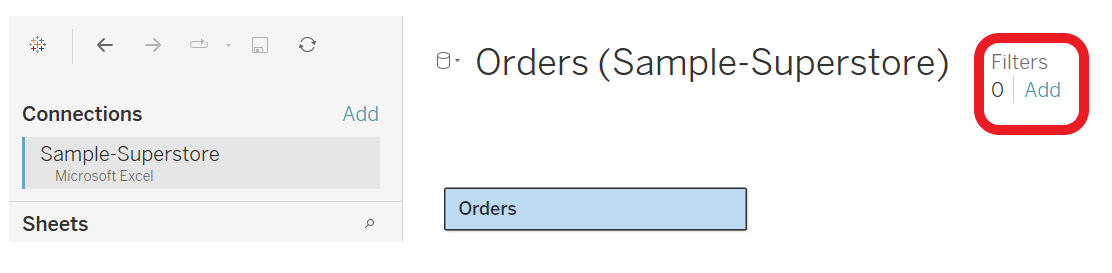 Connections
Add
Sample-Superstore
Microsoft Excel
Sheets
Orders (Sample-Superstore)
Filters
0 Add
Orders